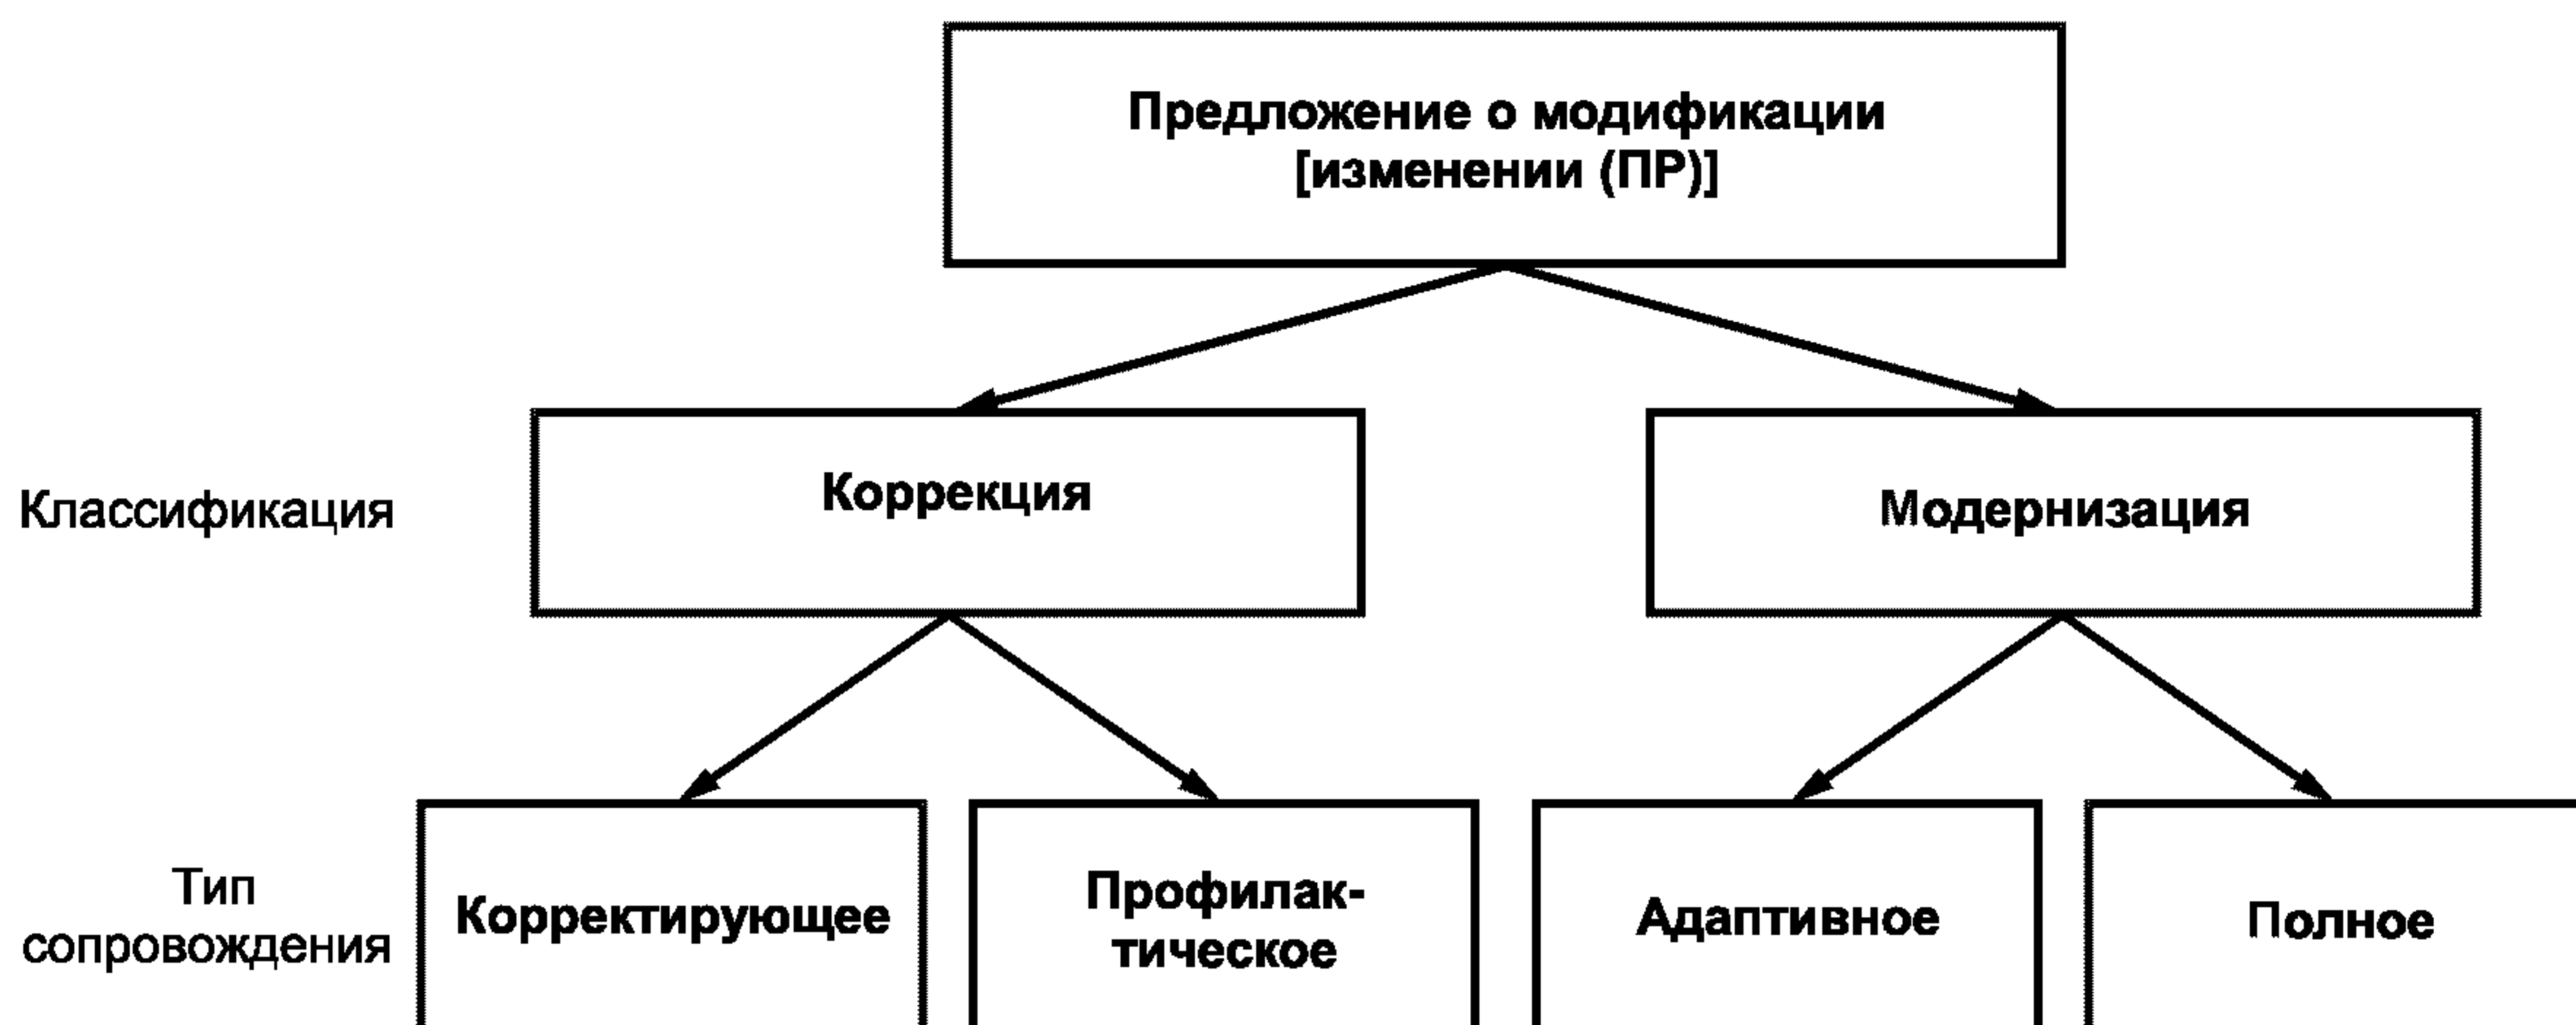 Предложение о модификации
[изменении (ПР)]
Классификация
Коррекция
Модернизация
Тип
сопровождения
Корректирующее
Профилак-
тическое
Адаптивное
Полное